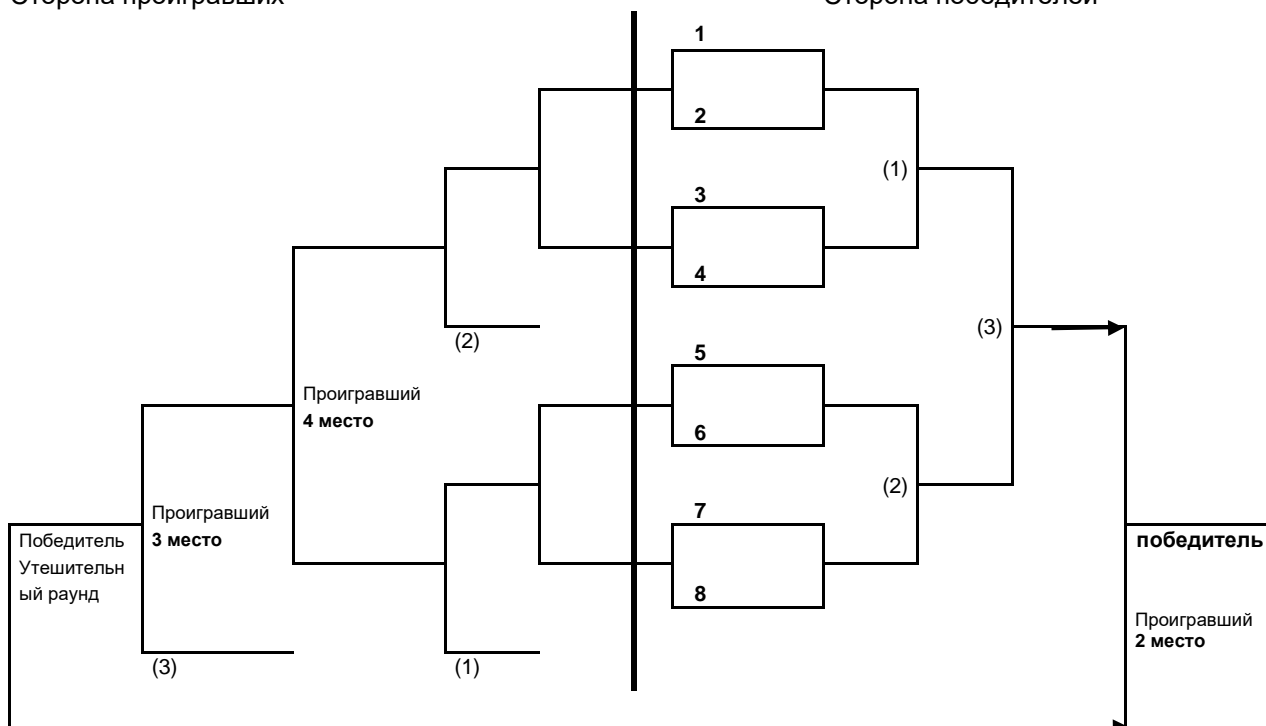 Сторона проигравших
Сторона победителей
1
2
(1)
3
4
(2)
(3)
5
Проигравший
4 место
6
(2)
7
Проигравший
3 место
Победитель
Утешительн
ый раунд
победитель
8
Проигравший
2 место
(3)
(1)